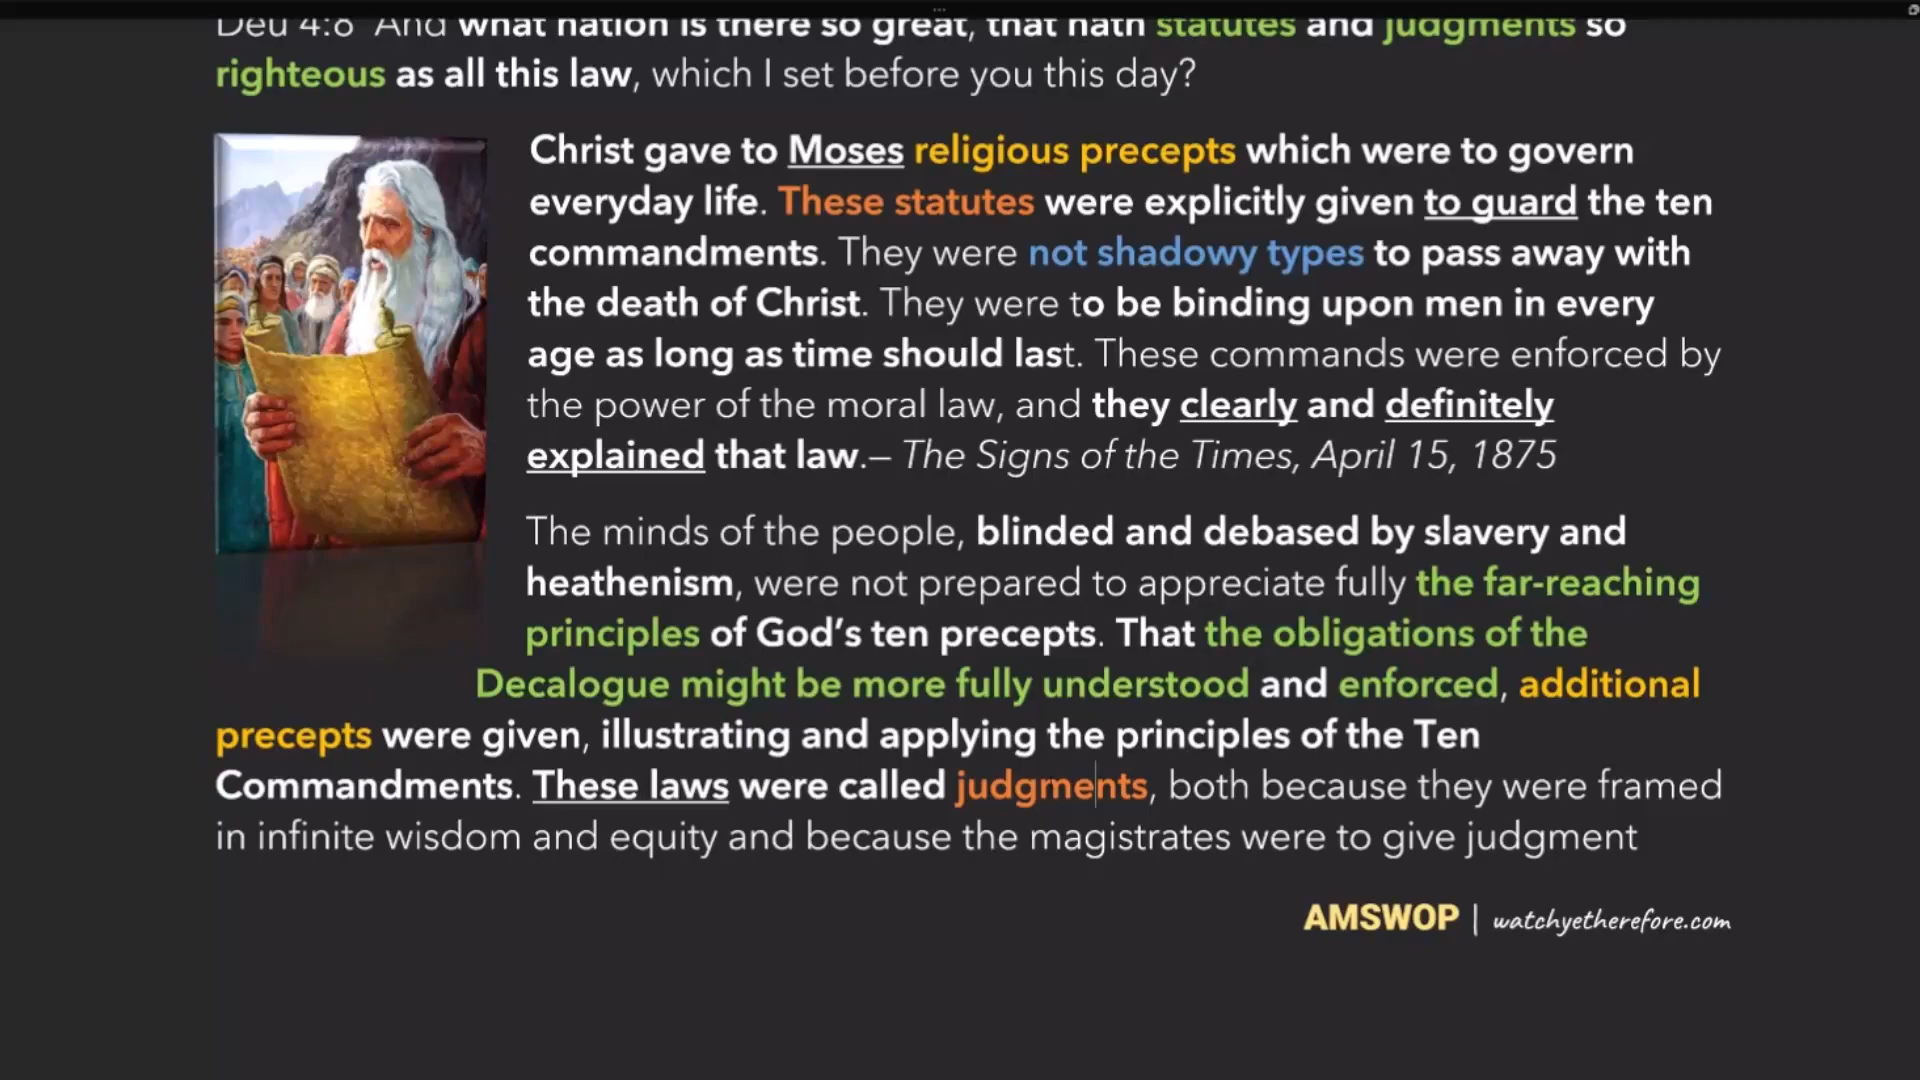 Deu 4:8 And what nation is there so great, that hath statutes and judgments so
righteous as all this law, which I set before you this day?
Christ gave to Moses religious precepts which were to govern
everyday life. These statutes were explicitly given to guard the ten
commandments. They were not shadowy types to pass away with
the death of Christ. They were to be binding upon men in every
age as long as time should last. These commands were enforced by
the power of the moral law, and they clearly and definitely
explained that law.– The Signs of the Times, April 15, 1875
The minds of the people, blinded and debased by slavery and
heathenism, were not prepared to appreciate fully the far-reaching
principles of God’s ten precepts. That the obligations of the
Decalogue might be more fully understood and enforced, additional
precepts were given, illustrating and applying the principles of the Ten
Commandments. These laws were called judgments, both because they were framed
in infinite wisdom and equity and because the magistrates were to give judgment
AMSWOP | watchyetherefore.com